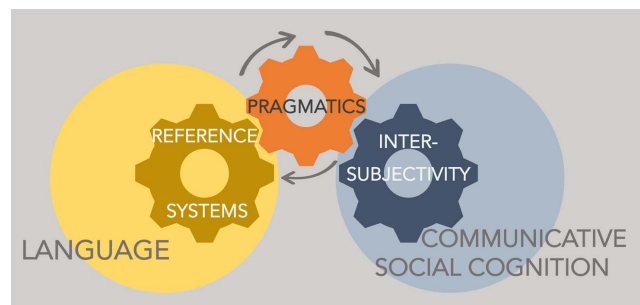 PRAGMATICS
REFERENCE
SYSTEMS
INTER-
SUBJECTIVITY
LANGUAGE
COMMUNICATIVE
SOCIAL COGNITION